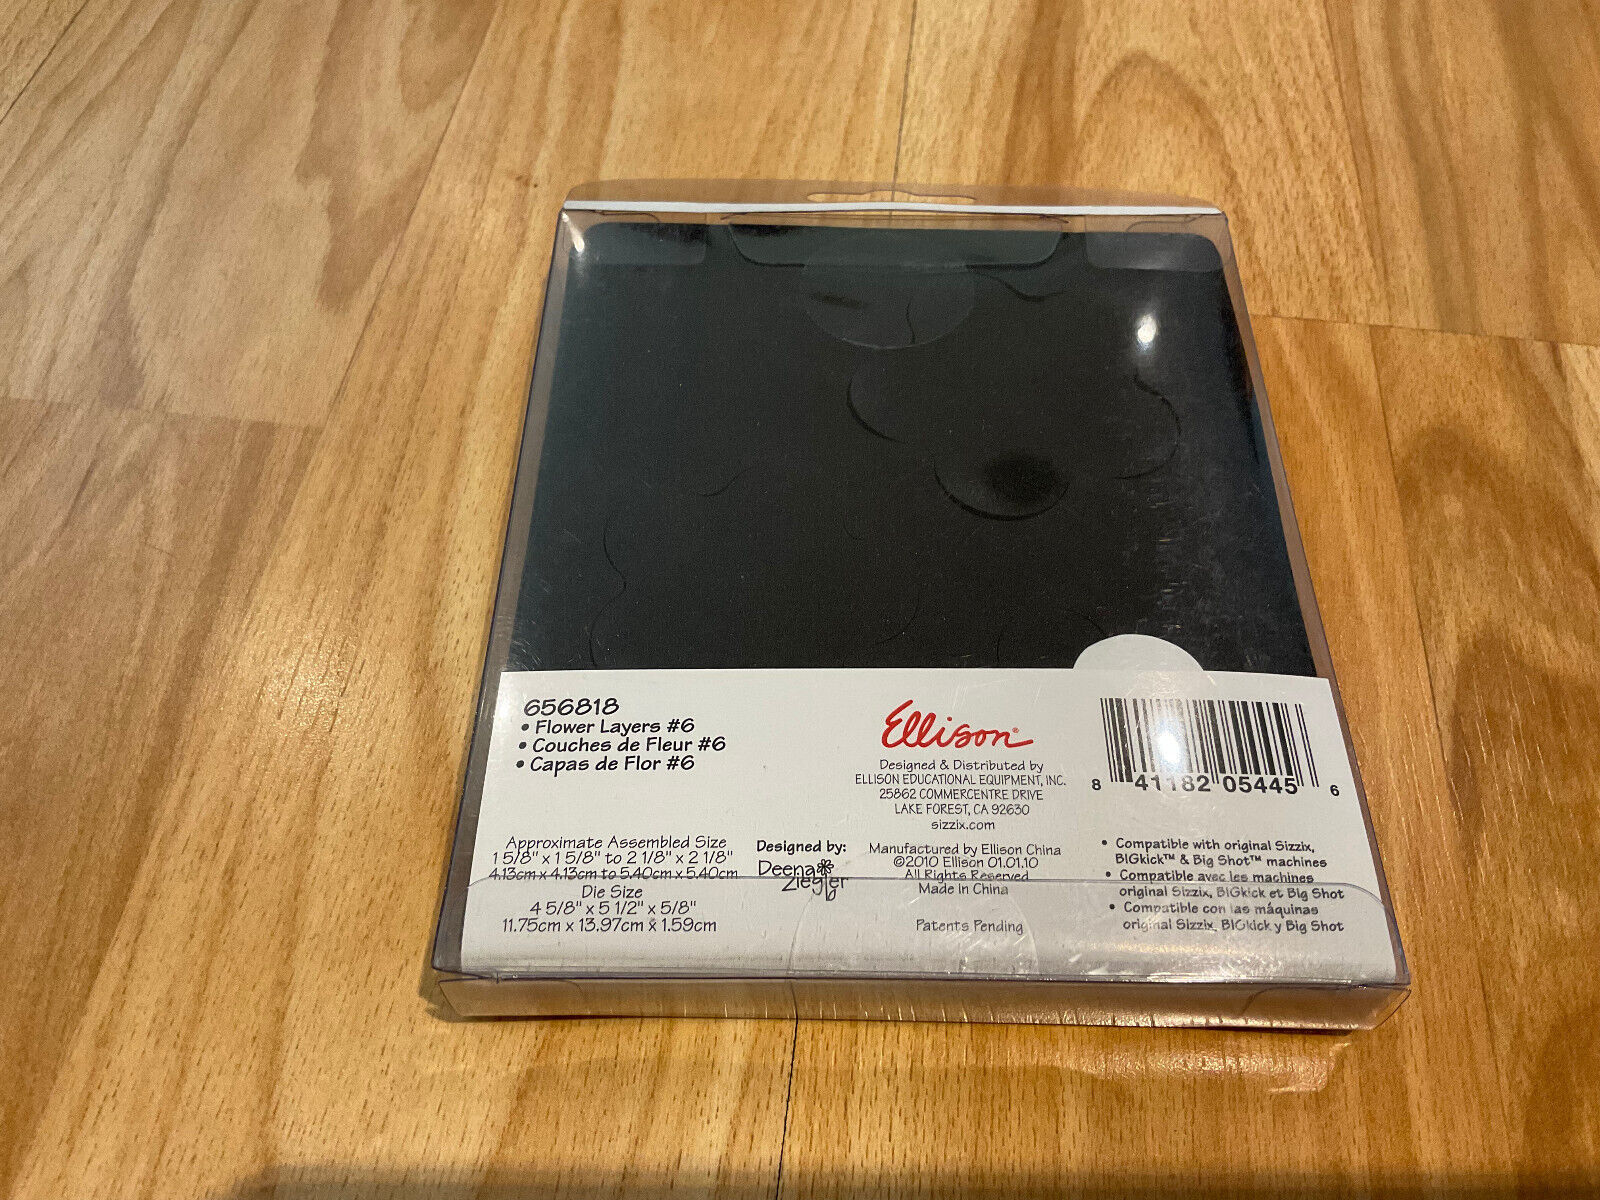 656818
• Flower Layers #6
• Couches de Fleur #6
• Capas de Flor #6
Approximate Assembled Size
1 5/8" x 1 5/8" to 2 1/8" x 2 1/8"
4.13cm x 4.13cm to 5.40cm x 5.40cm
Die Size
4 5/8" x 5 1/2" x 5/8"
11.75cm x 13.97cm x 1.59cm
Designed by:
Deena
Ziegler
Ellison®
Designed & Distributed by
ELLISON EDUCATIONAL EQUIPMENT, INC.
25862 COMMERCENTRE DRIVE
LAKE FOREST, CA 92630
sizzix.com
Manufactured by Ellison China
©2010 Ellison 01.01.10
All Rights Reserved
Made in China
Patents Pending
8 41182 05445 6
• Compatible with original Sizzix,
BIGkick™ & Big Shot™ machines
• Compatible avec les machines
original Sizzix, BIGkick et Big Shot
• Compatible con las máquinas
original Sizzix, BIGkick y Big Shot